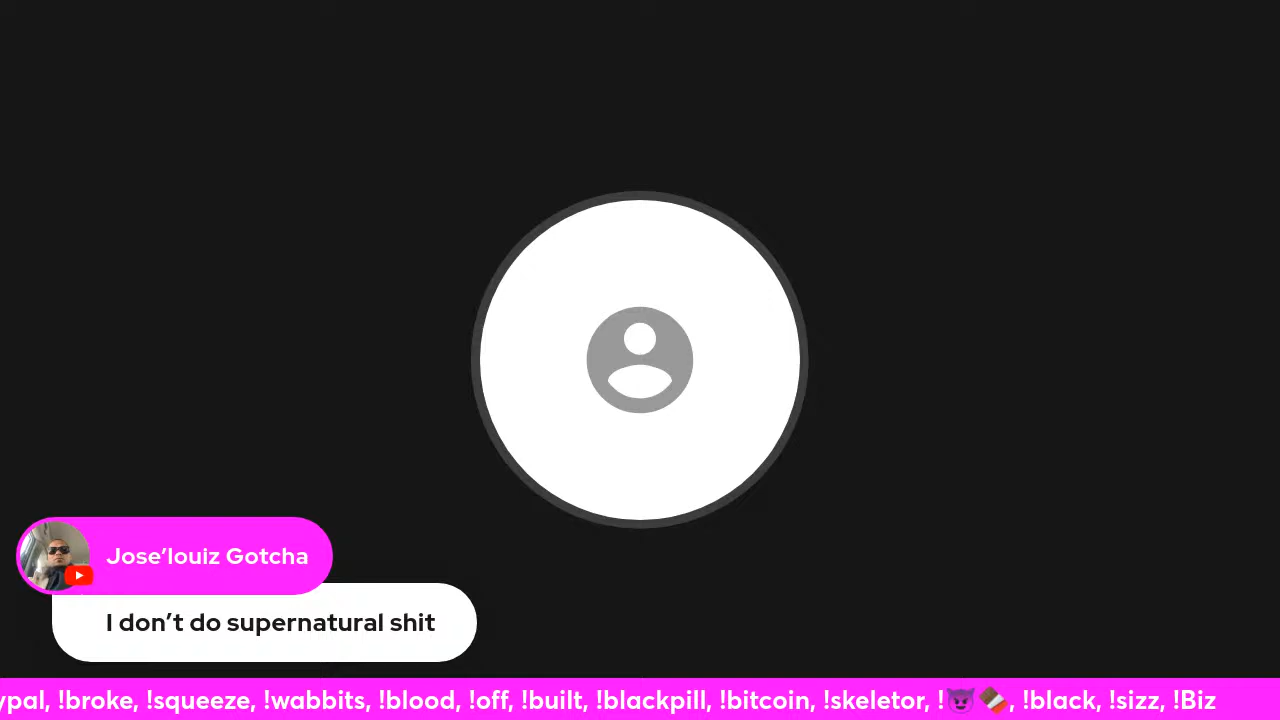 Jose’louiz Gotcha
I don’t do supernatural shit
ypal, !broke, !squeeze, !wabbits, !blood, !off, !built, !blackpill, !bitcoin, !skeletor, !😈🍫, !black, !sizz, !Biz